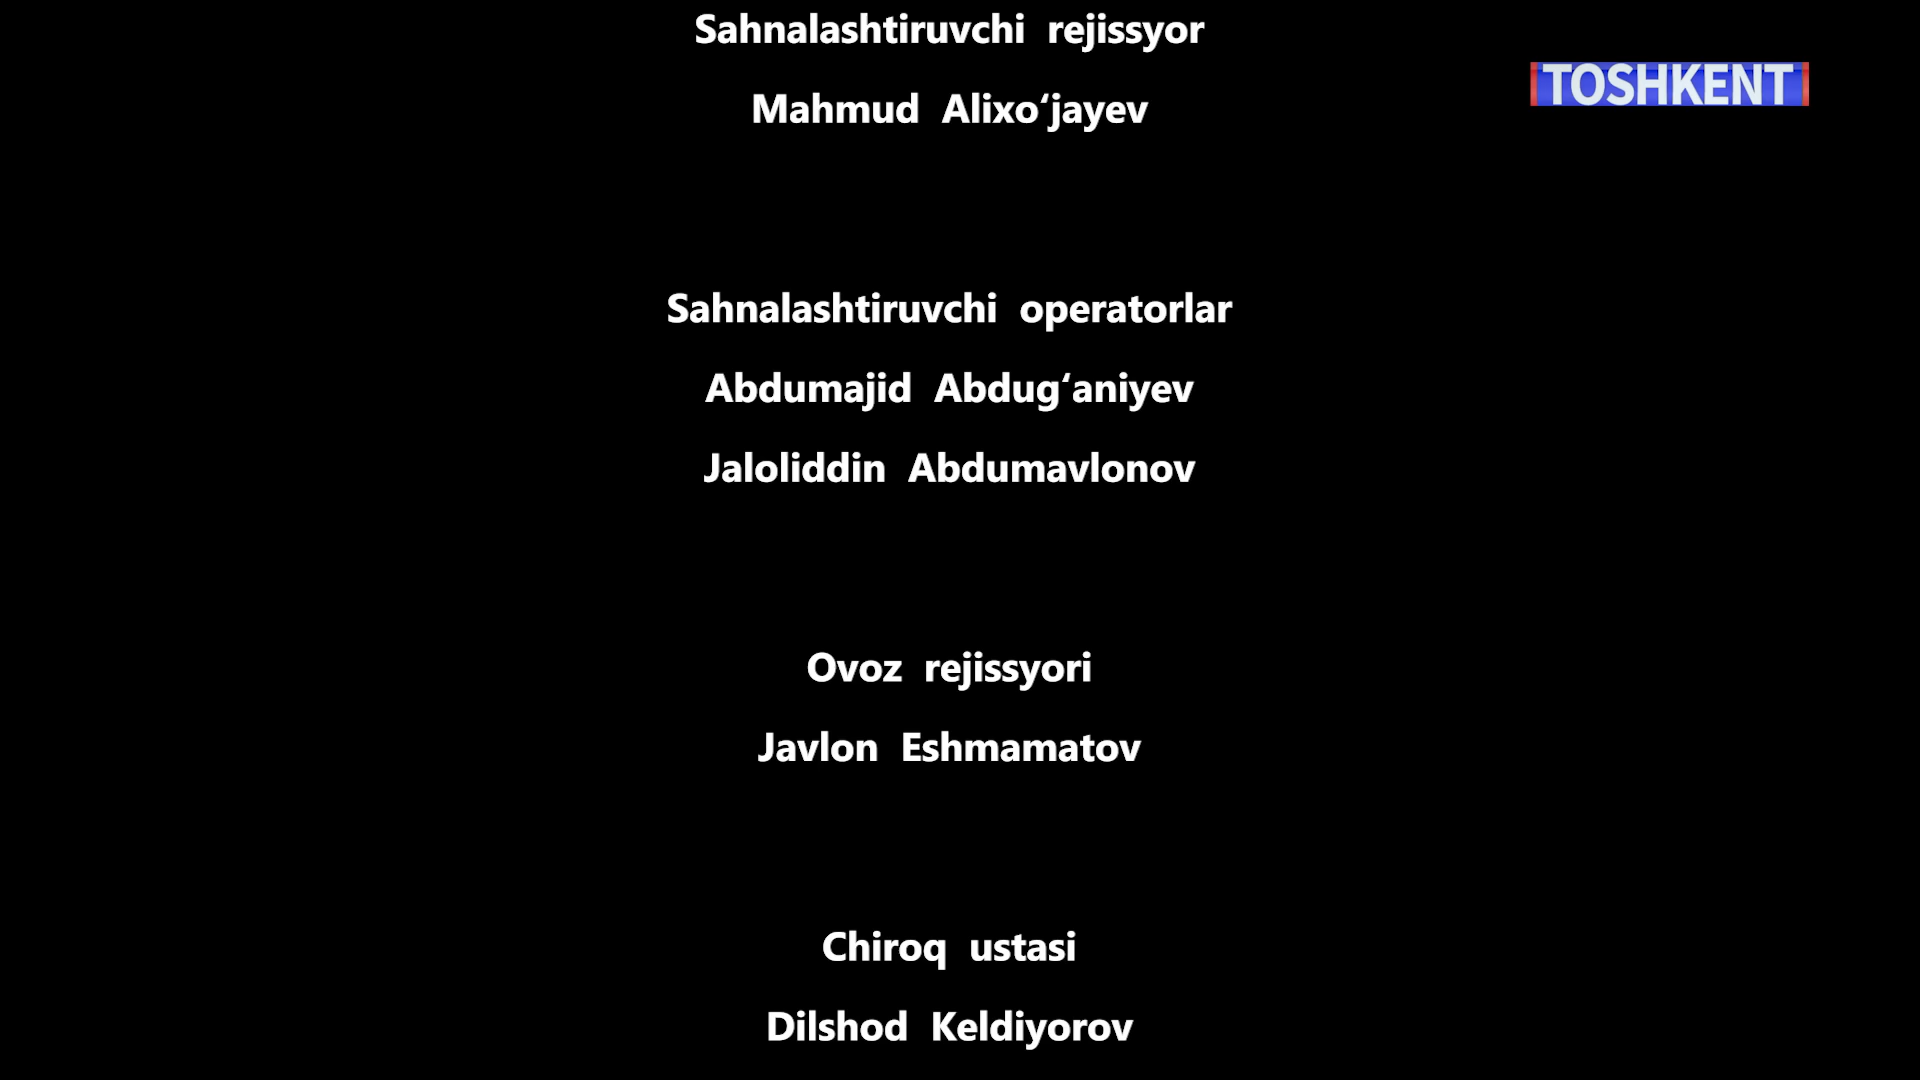 Sahnalashtiruvchi rejissyor
TOSHKENT
Mahmud Alixo‘jayev
Sahnalashtiruvchi operatorlar
Abdumajid Abdug‘aniyev
Jaloliddin Abdumavlonov
Ovoz rejissyori
Javlon Eshmamatov
Chiroq ustasi
Dilshod Keldiyorov